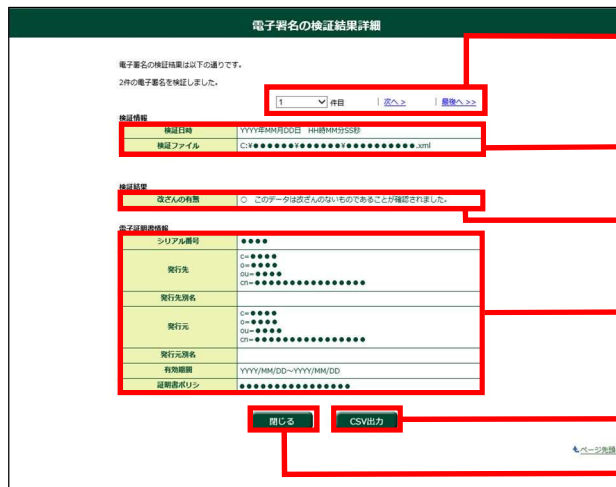 電子署名の検証結果詳細
電子署名の検証結果は以下の通りです。
2件の電子署名を検証しました。
1 件目 | 次へ > | 最後へ >>
検証情報
検証日時 YYYY年MM月DD日 HH時MM分SS秒
検証ファイル C:¥●●●●●●¥●●●●●●¥●●●●●●●●●●.xml
検証結果
改ざんの有無 ○ このデータは改ざんのないものであることが確認されました。
電子証明書情報
シリアル番号 ●●●●
発行先 c=●●●●
o=●●●●
ou=●●●●
cn=●●●●●●●●●●●●●●●●
発行先別名
発行元 c=●●●●
o=●●●●
ou=●●●●
cn=●●●●●●●●●●●●●●●●
発行元別名
有効期間 YYYY/MM/DD~YYYY/MM/DD
証明書ポリシ ●●●●●●●●●●●●●●●●
閉じる CSV出力
ページ先頭